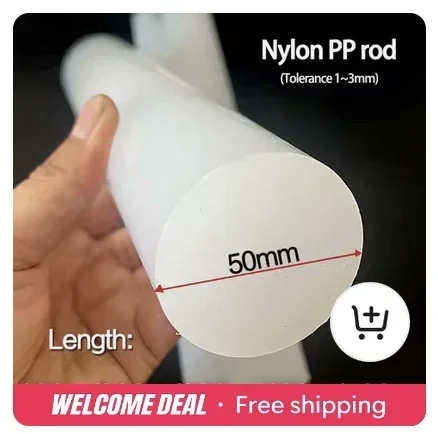 Nylon PP rod
(Tolerance 1~3mm)
50mm
Length:
WELCOME DEAL · Free shipping